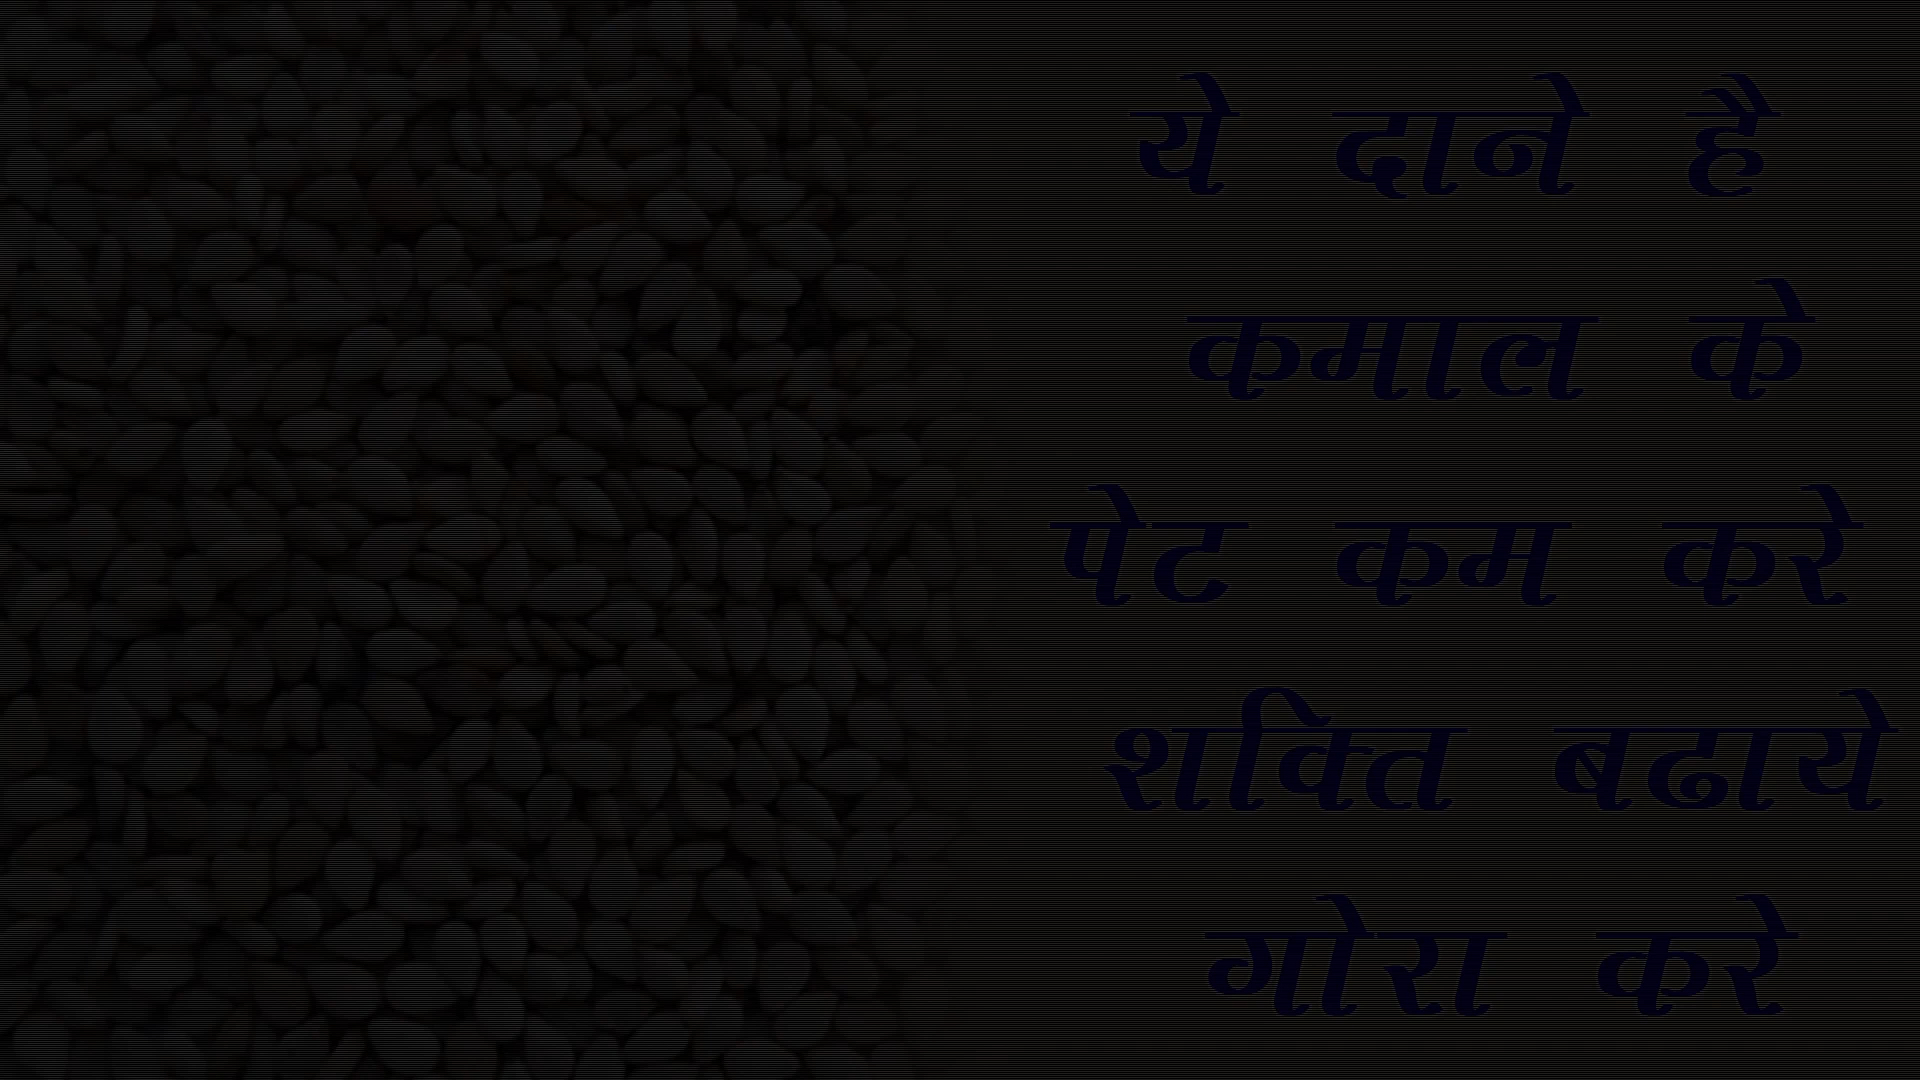 ये दाने है
कमाल के
पेट कम करे
शक्ति बढाये
गोरा करे